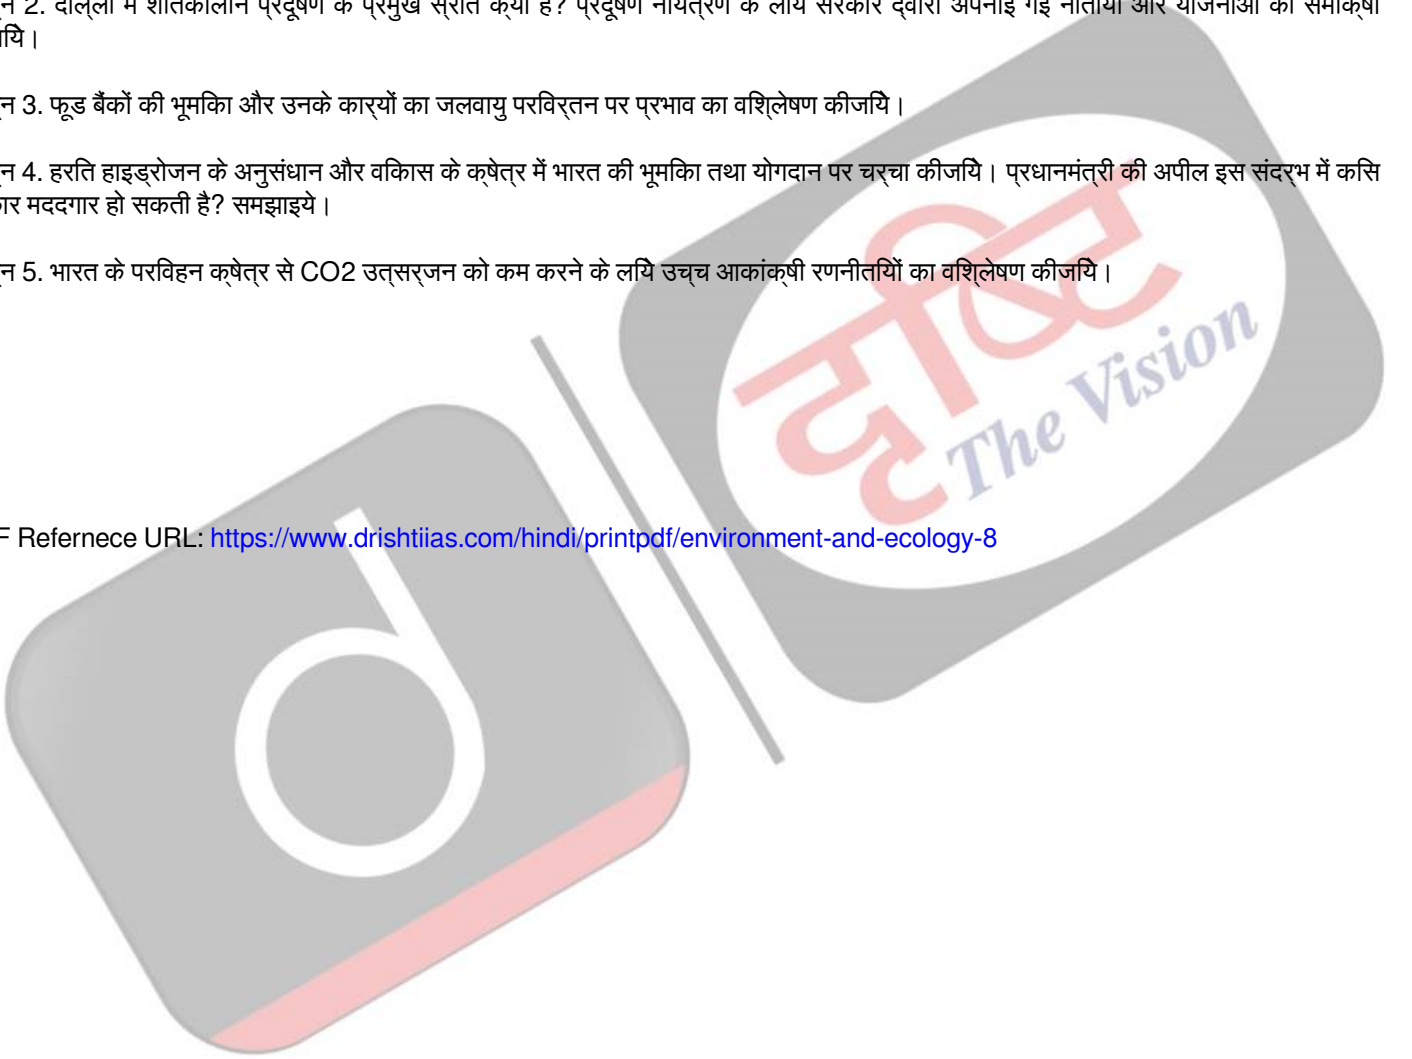 न 2. दिल्ली में शीतकालीन प्रदूषण के प्रमुख स्रोत क्या हैं? प्रदूषण नियंत्रण के लिये सरकार द्वारा अपनाई गई नीतियों और योजनाओं की समीक्षा
न 3. फूड बैंकों की भूमिका और उनके कार्यों का जलवायु परिवर्तन पर प्रभाव का विश्लेषण कीजिये।
न 4. हरित हाइड्रोजन के अनुसंधान और विकास के क्षेत्र में भारत की भूमिका तथा योगदान पर चर्चा कीजिये। प्रधानमंत्री की अपील इस संदर्भ में किस
ार मददगार हो सकती है? समझाइये।
न 5. भारत के परिवहन क्षेत्र से CO2 उत्सर्जन को कम करने के लिये उच्च आकांक्षी रणनीतियों का विश्लेषण कीजिये।
दृष्टि
The Vision
F Refernece URL: https://www.drishtiias.com/hindi/printpdf/environment-and-ecology-8
d